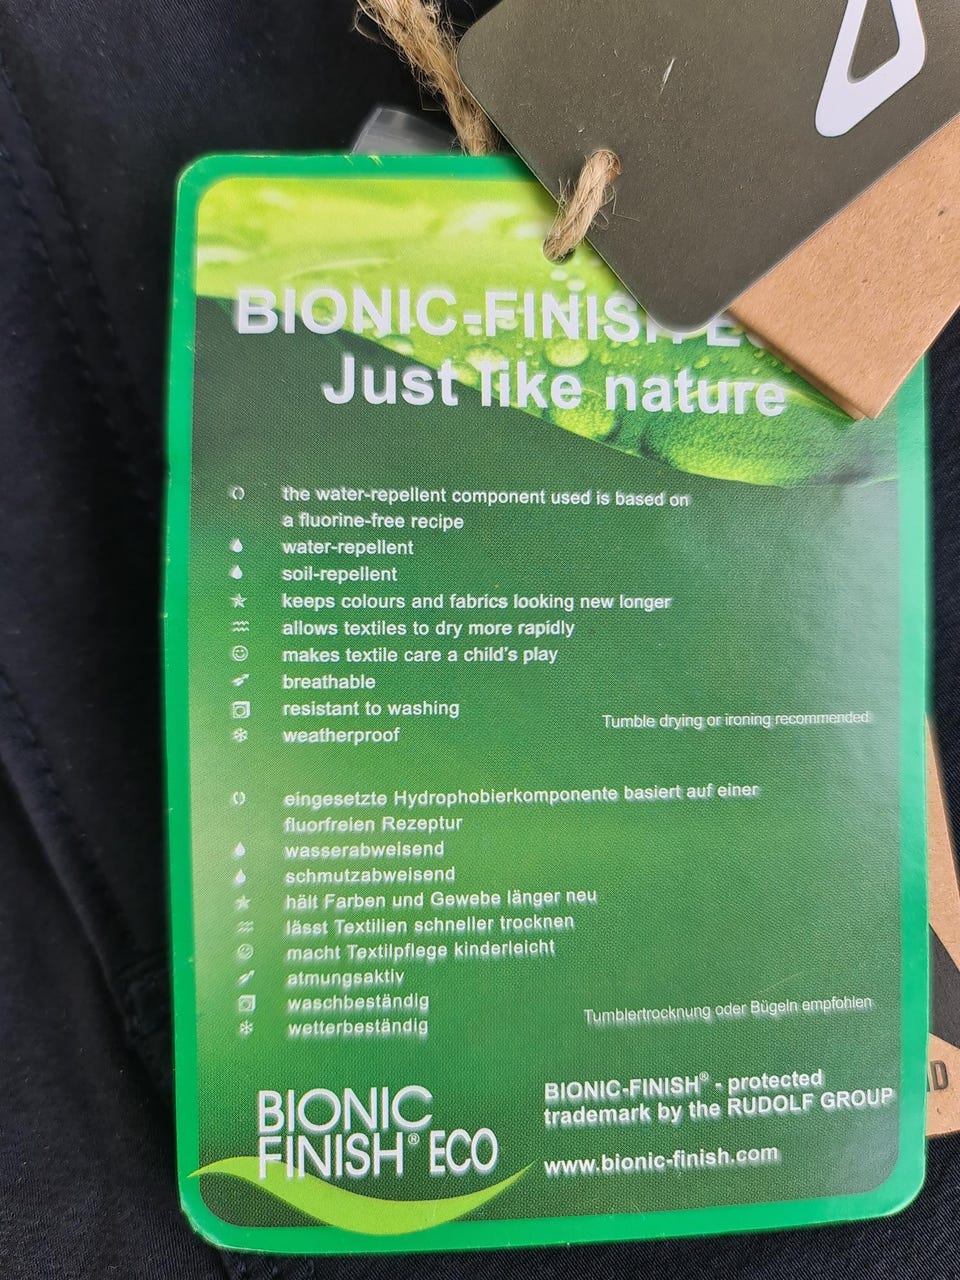 BIONIC-FINISH ECO
Just like nature
the water-repellent component used is based on
a fluorine-free recipe
water-repellent
soil-repellent
keeps colours and fabrics looking new longer
allows textiles to dry more rapidly
makes textile care a child's play
breathable
resistant to washing
Tumble drying or ironing recommended
weatherproof
eingesetzte Hydrophobierkomponente basiert auf einer
fluorfreien Rezeptur
wasserabweisend
schmutzabweisend
hält Farben und Gewebe länger neu
lässt Textilien schneller trocknen
macht Textilpflege kinderleicht
atmungsaktiv
waschbeständig
Tumblertrocknung oder Bügeln empfohlen
wetterbeständig
BIONIC
FINISH® ECO
BIONIC-FINISH® - protected
trademark by the RUDOLF GROUP
www.bionic-finish.com